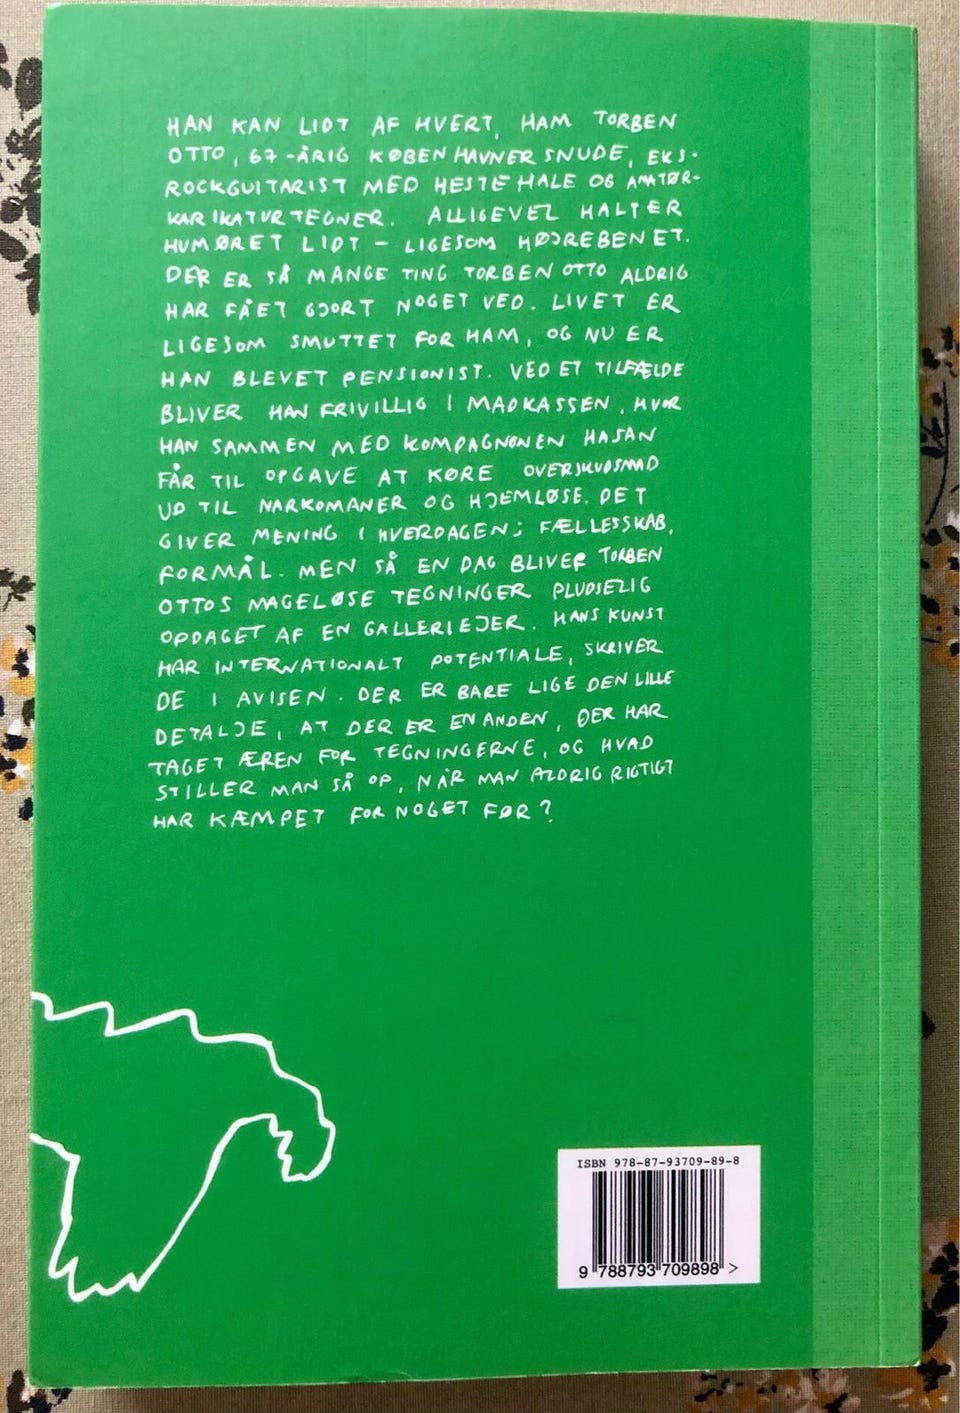 HAN KAN LIDT AF HVERT, HAM TORBEN
OTTO, 67-ÅRIG KØBENHAVNERSNUDE, EKS-
ROCKGUITARIST MED HESTEHALE OG AMATØR-
KARIKATURTEGNER. ALLIGEVEL HALTER
HUMØRET LIDT - LIGESOM HØJREBENET.
DER ER SÅ MANGE TING TORBEN OTTO ALDRIG
HAR FÅET GJORT NOGET VED. LIVET ER
LIGESOM SMUTTET FOR HAM, OG NU ER
HAN BLEVET PENSIONIST. VED ET TILFÆLDE
BLIVER HAN FRIVILLIG I MADKASSEN, HVOR
HAN SAMMEN MED KOMPAGNONEN HASAN
FÅR TIL OPGAVE AT KØRE OVERSKUDSMAD
UD TIL NARKOMANER OG HJEMLØSE. DET
GIVER MENING I HVERDAGEN; FÆLLESSKAB,
FORMÅL. MEN SÅ EN DAG BLIVER TORBEN
OTTOS MAGELØSE TEGNINGER PLUDSELIG
OPDAGET AF EN GALLERIEJER. HANS KUNST
HAR INTERNATIONALT POTENTIALE, SKRIVER
DE I AVISEN. DER ER BARE LIGE DEN LILLE
DETALJE, AT DER ER EN ANDEN, DER HAR
TAGET ÆREN FOR TEGNINGERNE, OG HVAD
STILLER MAN SÅ OP, NÅR MAN ALDRIG RIGTIGT
HAR KÆMPET FOR NOGET FØR?
ISBN 978-87-93709-89-8
9 788793 709898 >